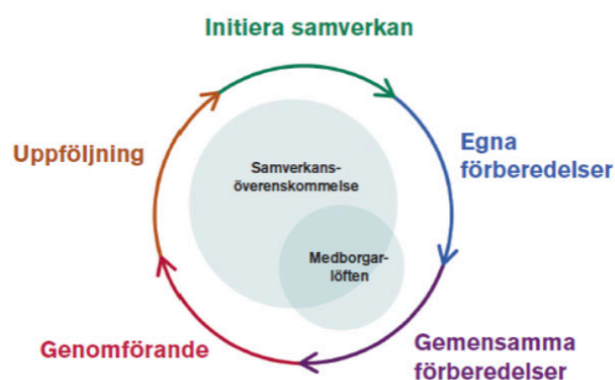 Initiera samverkan
Uppföljning
Egna
förberedelser
Samverkans-
överenskommelse
Medborgar-
löften
Genomförande
Gemensamma
förberedelser